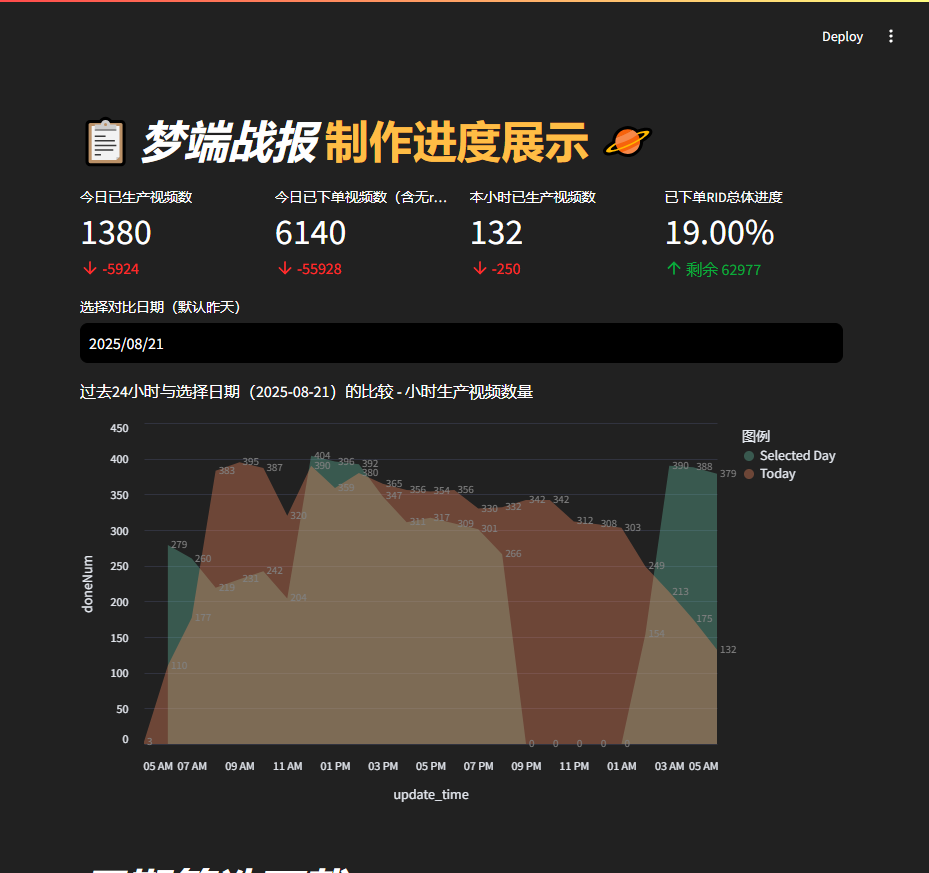 Deploy
梦端战报 制作进度展示
今日已生产视频数
1380
-5924
今日已下单视频数（含无r…
6140
-55928
本小时已生产视频数
132
-250
已下单RID总体进度
19.00%
剩余 62977
选择对比日期（默认昨天）
2025/08/21
过去24小时与选择日期（2025-08-21）的比较 - 小时生产视频数量
图例
Selected Day
Today
doneNum
450
400
350
300
250
200
150
100
50
0
3 110 177 383 395 387 320 390 359 380 365 356 354 356 330 332 342 342 312 308 303 249 213 175 132
279 260 219 231 242 204 404 396 392 347 311 317 309 301 266 0 0 0 0 0 154 390 388 379
05 AM 07 AM 09 AM 11 AM 01 PM 03 PM 05 PM 07 PM 09 PM 11 PM 01 AM 03 AM 05 AM
update_time